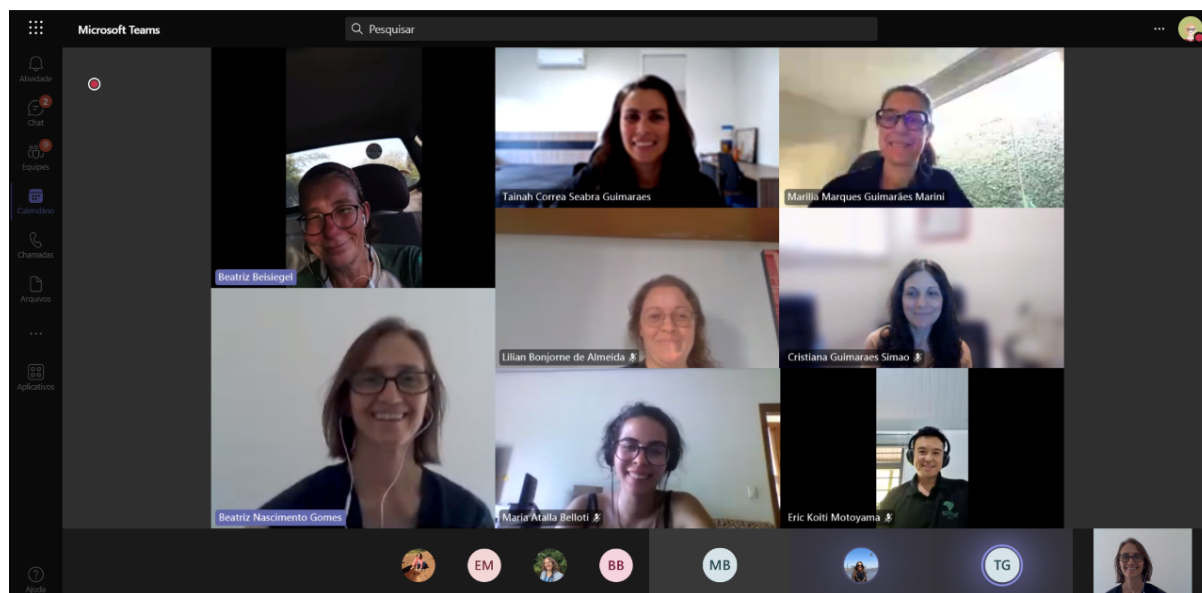 Microsoft Teams
Pesquisar
Atividade
2
Chat
Equipes
Calendário
Chamadas
Arquivos
Aplicativos
Ajuda
Beatriz Beisiegel
Tainah Correa Seabra Guimaraes
Marilia Marques Guimarães Marini
Lilian Bonjorne de Almeida
Cristiana Guimaraes Simao
Beatriz Nascimento Gomes
Maria Atalla Belloti
Eric Koiti Motoyama
EM
BB
MB
TG